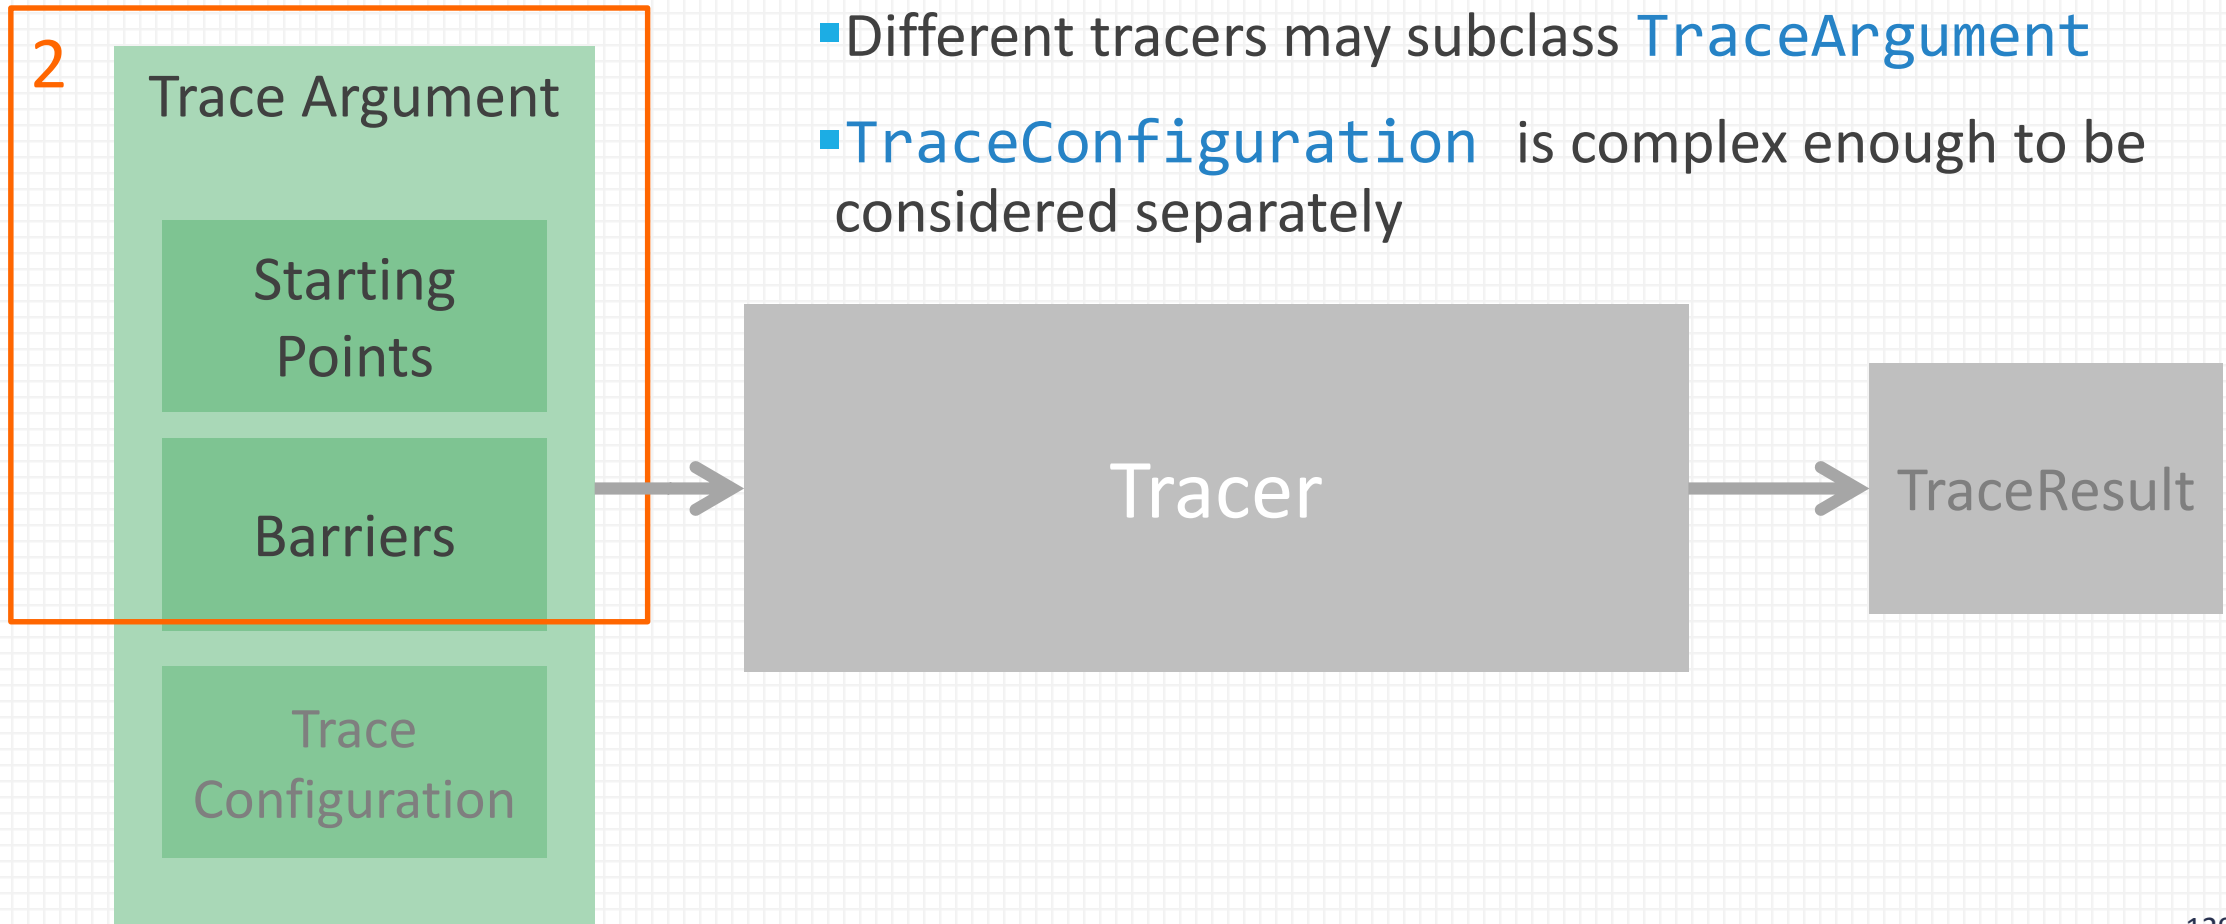 2
Trace Argument
Starting
Points
Barriers
Trace
Configuration
▪Different tracers may subclass TraceArgument
▪TraceConfiguration is complex enough to be
considered separately
Tracer
TraceResult